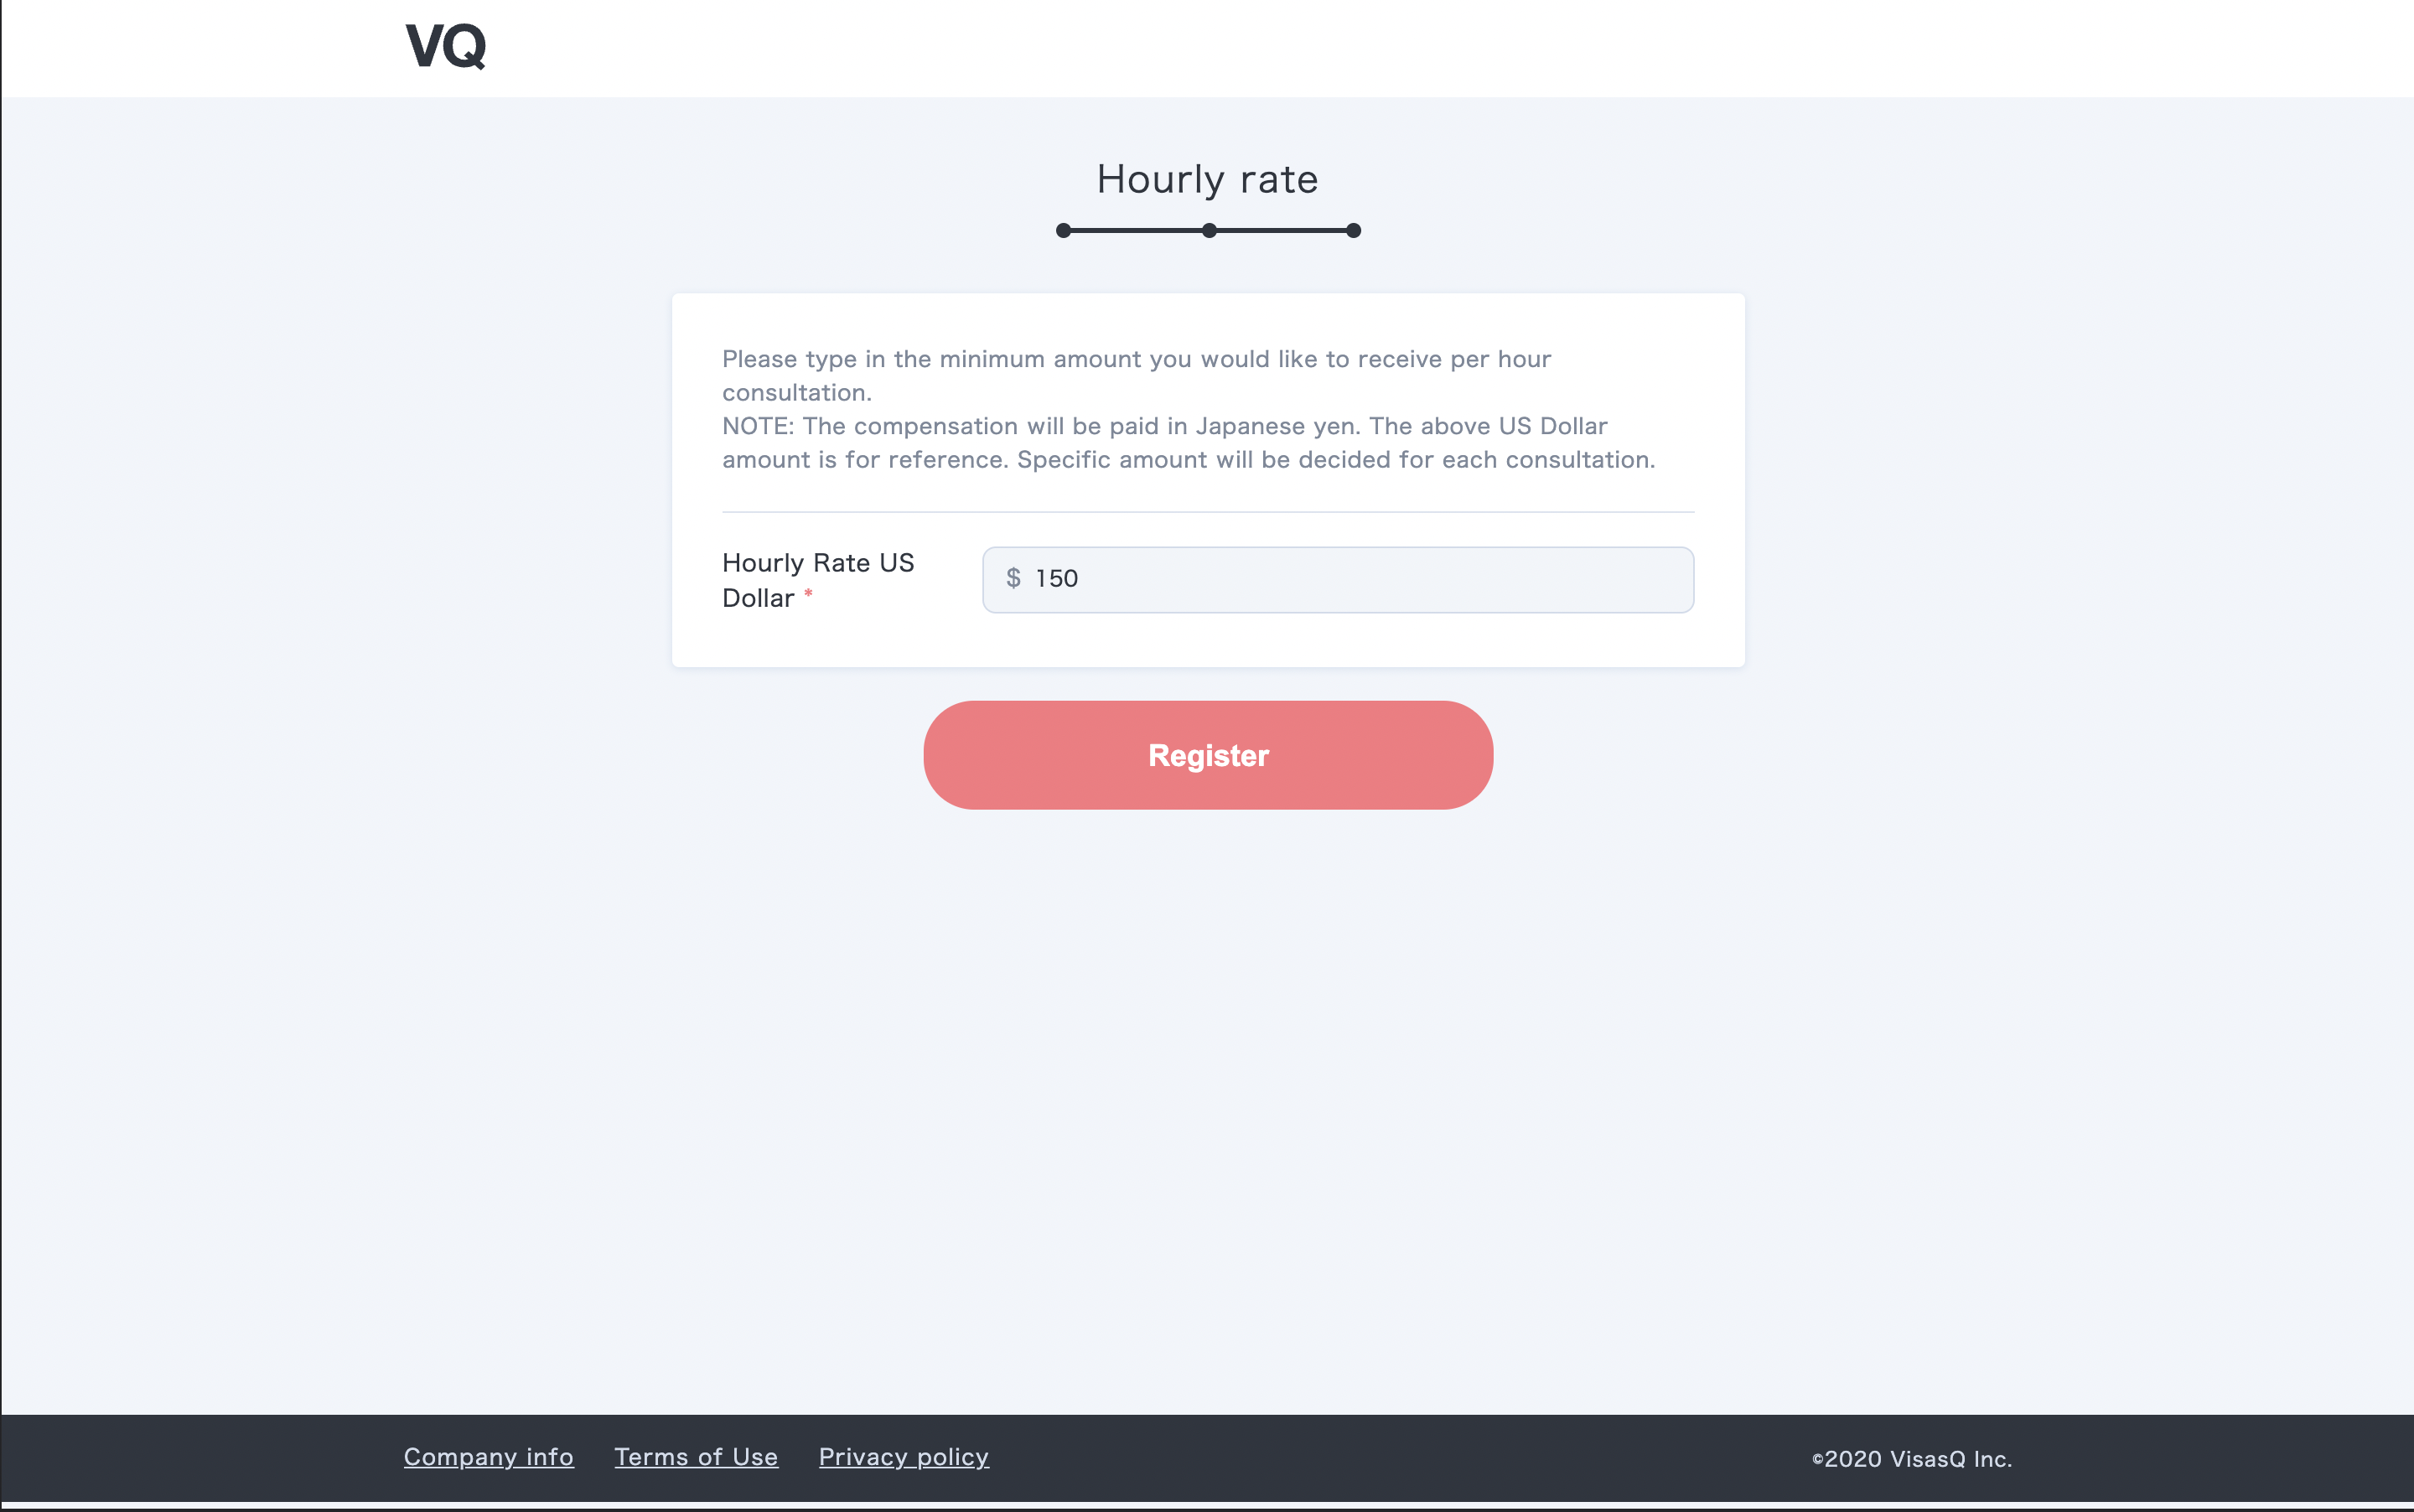 VQ
Hourly rate
Please type in the minimum amount you would like to receive per hour
consultation.
NOTE: The compensation will be paid in Japanese yen. The above US Dollar
amount is for reference. Specific amount will be decided for each consultation.
Hourly Rate US
Dollar *
$ 150
Register
Company info Terms of Use Privacy policy ©2020 VisasQ Inc.